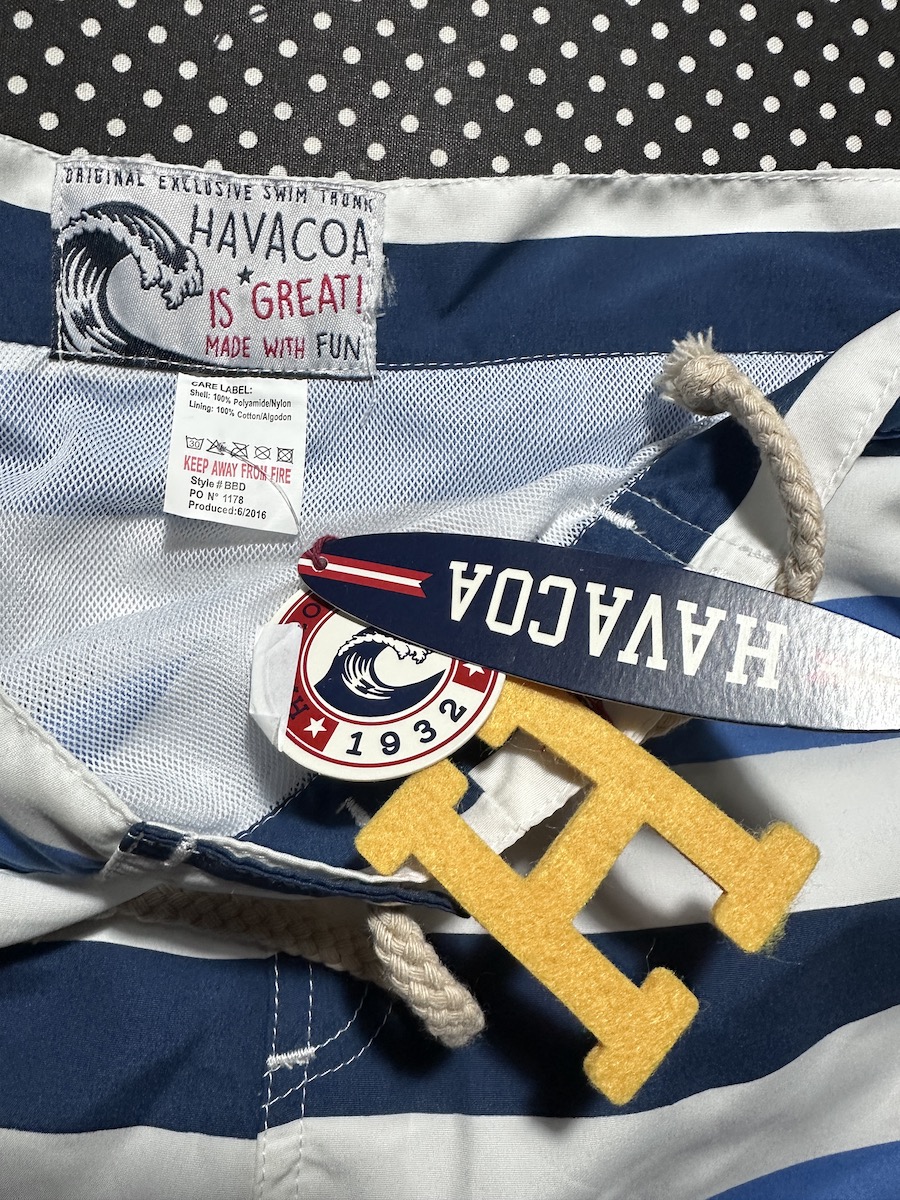 ORIGINAL EXCLUSIVE SWIM TRUNK
HAVACOA
IS GREAT!
MADE WITH FUN
CARE LABEL:
Shell: 100% Polyamide/Nylon
Lining: 100% Cotton/Algodon
30
KEEP AWAY FROM FIRE
Style # BBD
PO N° 1178
Produced:6/2016
HAVACOA
1932
H